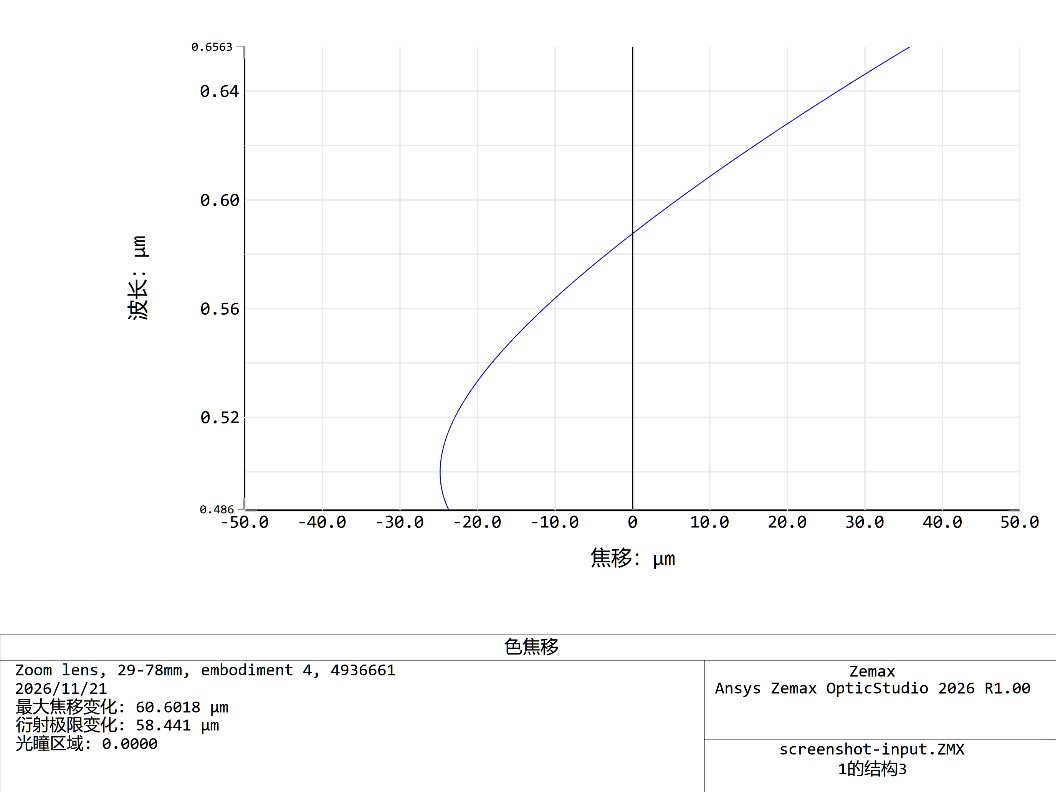 0.6563
0.64
0.60
0.56
0.52
0.486
波长: µm
-50.0 -40.0 -30.0 -20.0 -10.0 0 10.0 20.0 30.0 40.0 50.0
焦移: µm
色焦移
Zoom lens, 29-78mm, embodiment 4, 4936661
2026/11/21
最大焦移变化: 60.6018 µm
衍射极限变化: 58.441 µm
光瞳区域: 0.0000
Zemax
Ansys Zemax OpticStudio 2026 R1.00
screenshot-input.ZMX
1的结构3